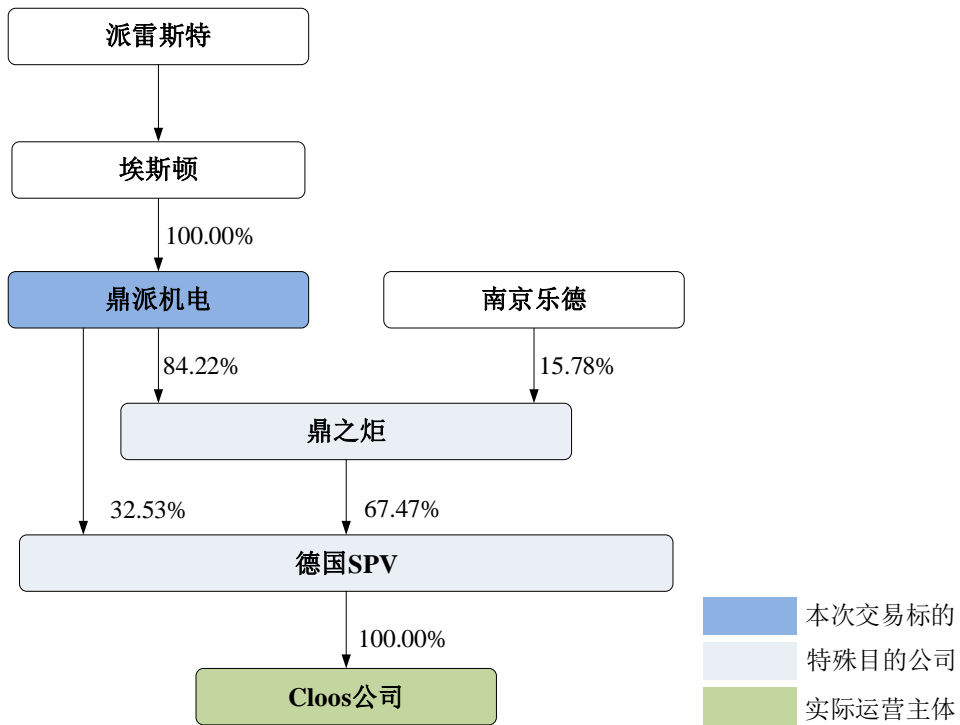 派雷斯特
埃斯顿
100.00%
鼎派机电
南京乐德
84.22%
15.78%
鼎之炬
32.53%
67.47%
德国SPV
100.00%
Cloos公司
本次交易标的
特殊目的公司
实际运营主体